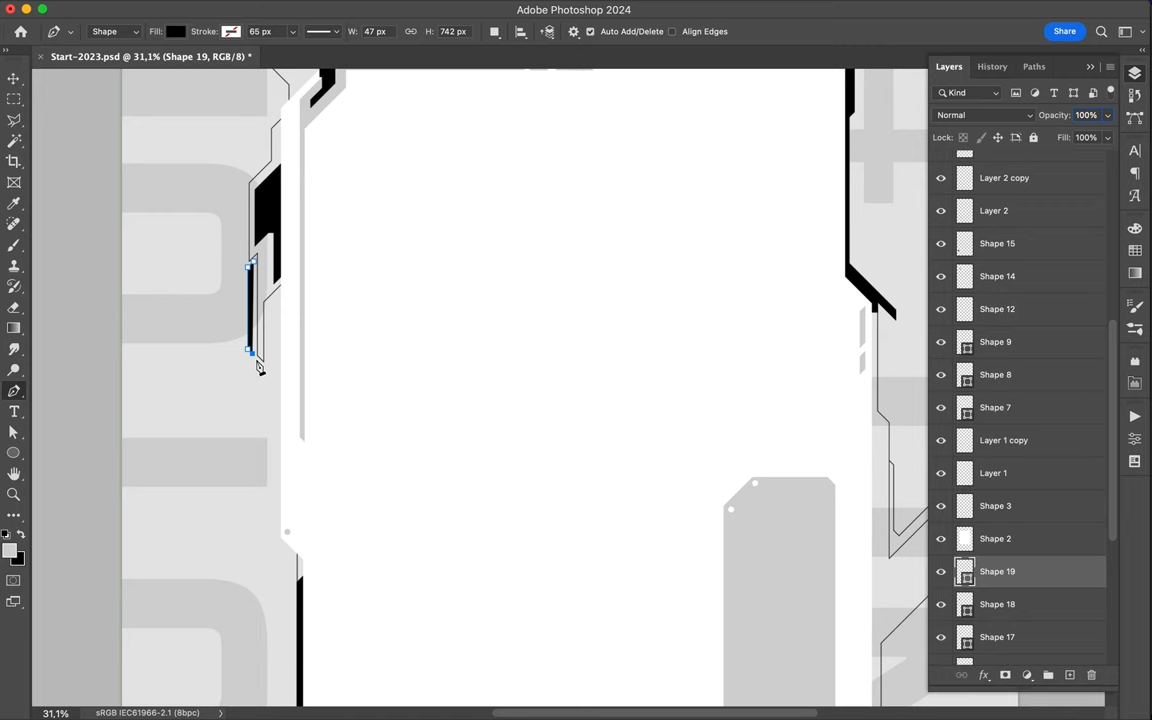 Adobe Photoshop 2024
Shape Fill: Stroke: 65 px W: 47 px H: 742 px Auto Add/Delete Align Edges Share
Start-2023.psd @ 31,1% (Shape 19, RGB/8) *
Layers History Paths
Kind
Normal Opacity: 100%
Lock: Fill: 100%
Layer 2 copy
Layer 2
Shape 15
Shape 14
Shape 12
Shape 9
Shape 8
Shape 7
Layer 1 copy
Layer 1
Shape 3
Shape 2
Shape 19
Shape 18
Shape 17
31,1% sRGB IEC61966-2.1 (8bpc)